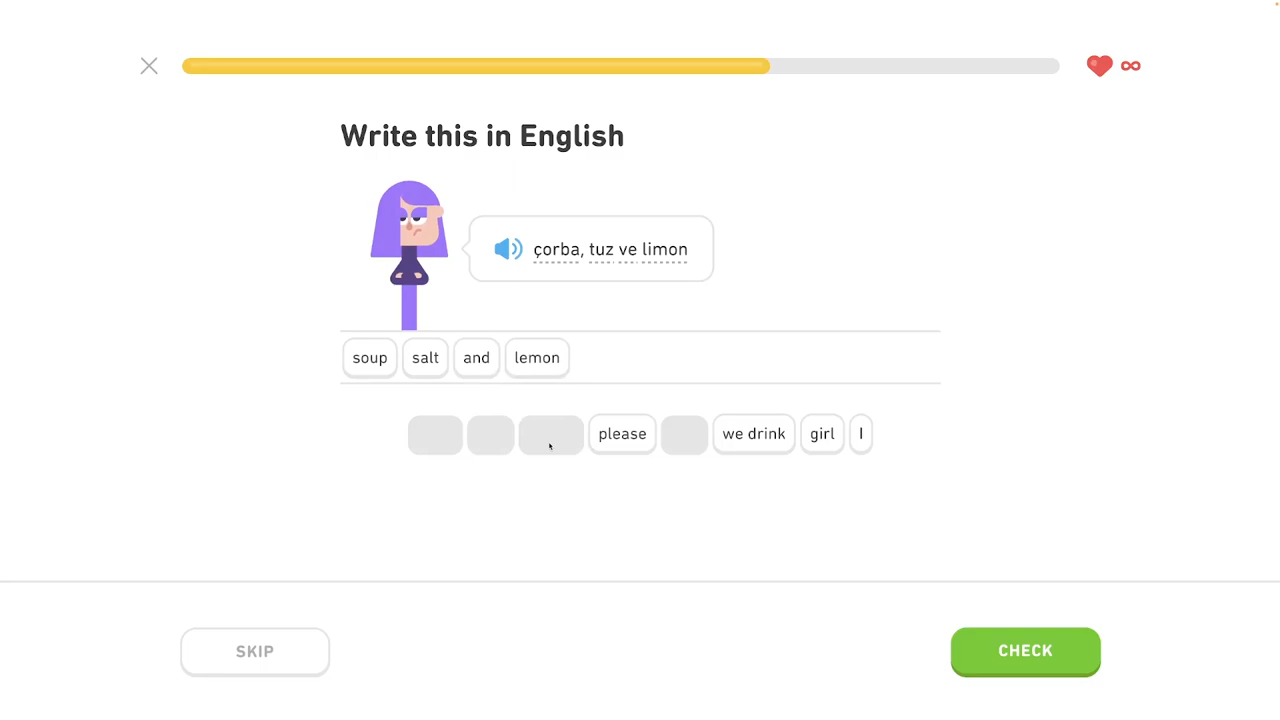 ∞
Write this in English
çorba, tuz ve limon
soup salt and lemon
please we drink girl I
SKIP CHECK